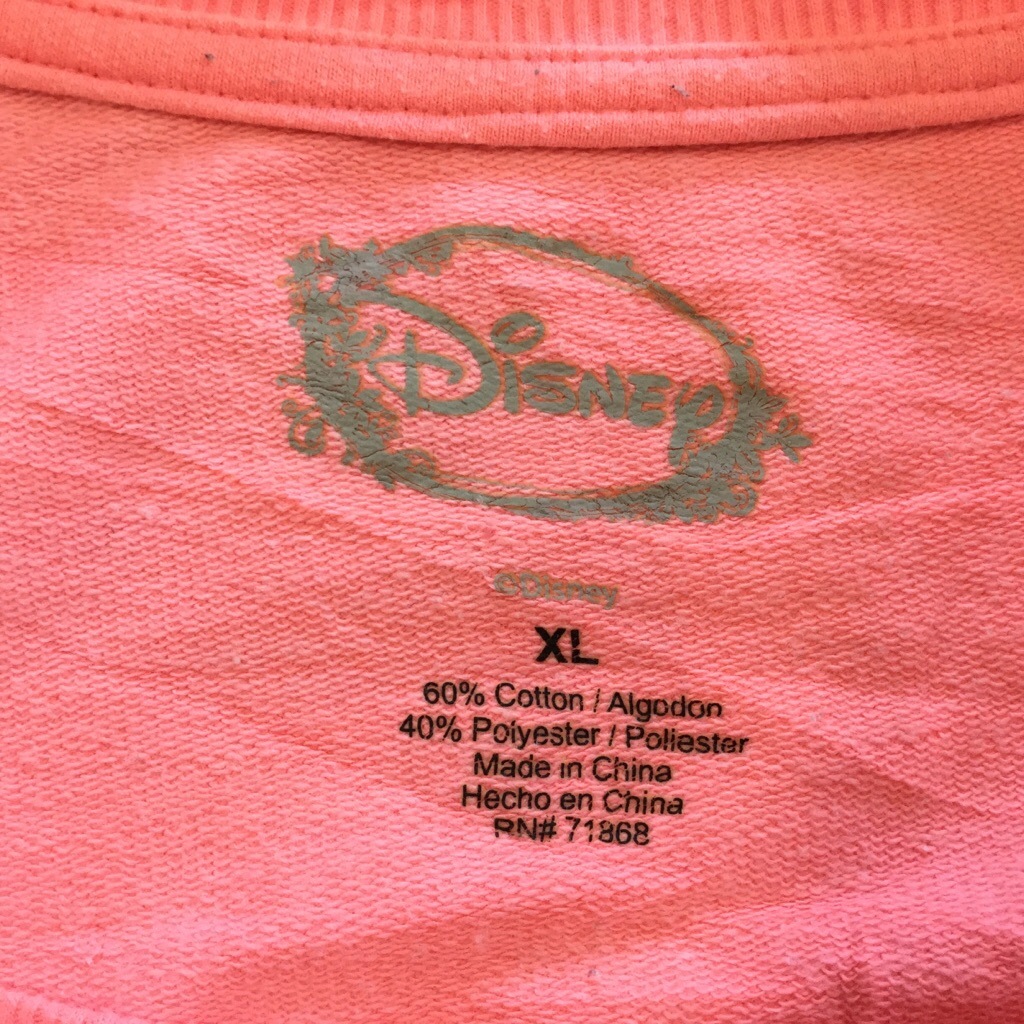 Disney
©Disney
XL
60% Cotton / Algodon
40% Polyester / Poliester
Made in China
Hecho en China
RN# 71868